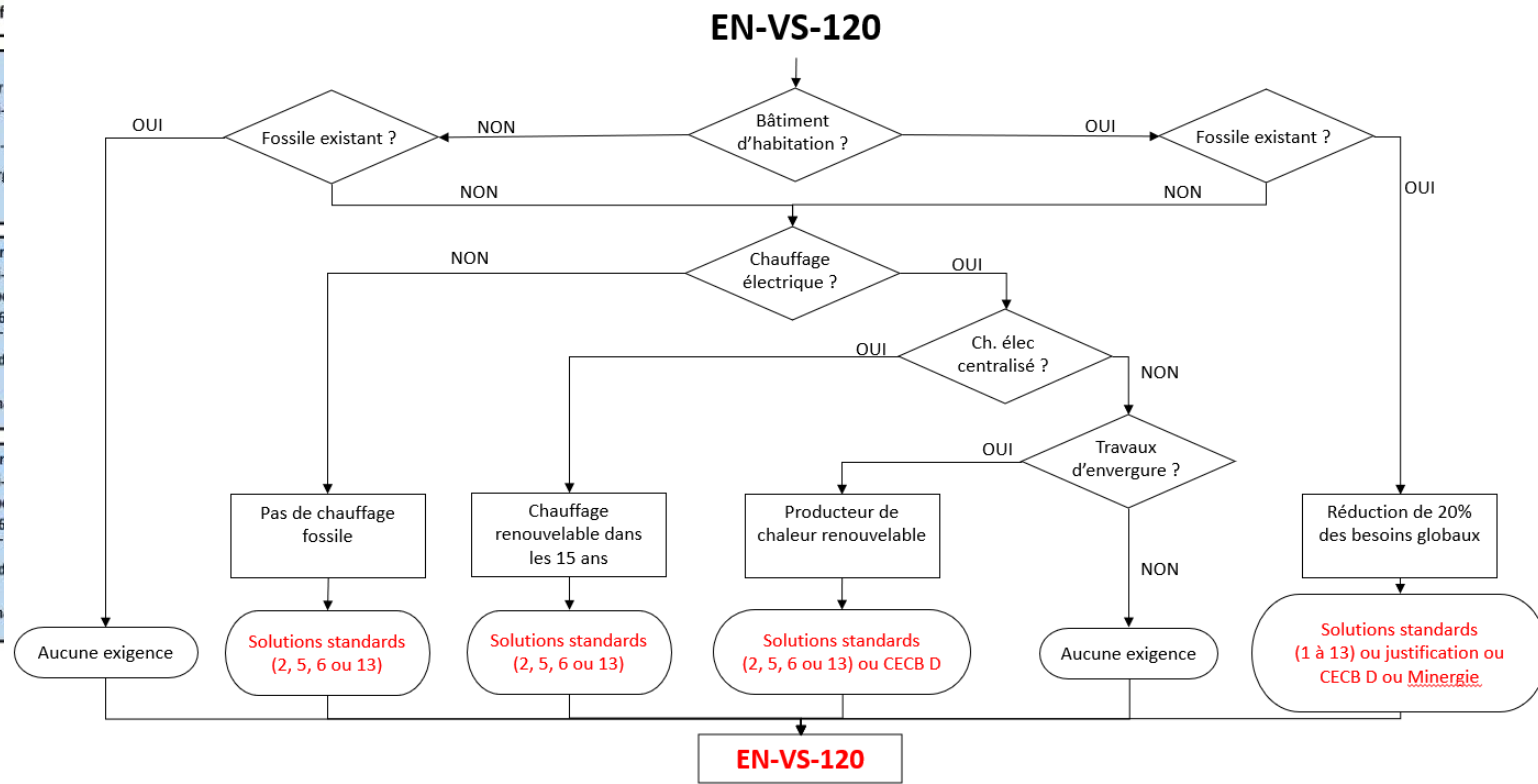 EN-VS-120
Bâtiment
d'habitation ?
NON
OUI
Fossile existant ?
Fossile existant ?
OUI
OUI
NON
NON
Chauffage
électrique ?
NON
OUI
Ch. élec
centralisé ?
OUI
NON
Travaux
d'envergure ?
OUI
NON
Pas de chauffage
fossile
Chauffage
renouvelable dans
les 15 ans
Producteur de
chaleur renouvelable
Réduction de 20%
des besoins globaux
Aucune exigence
Solutions standards
(2, 5, 6 ou 13)
Solutions standards
(2, 5, 6 ou 13)
Solutions standards
(2, 5, 6 ou 13) ou CECB D
Aucune exigence
Solutions standards
(1 à 13) ou justification ou
CECB D ou Minergie
EN-VS-120